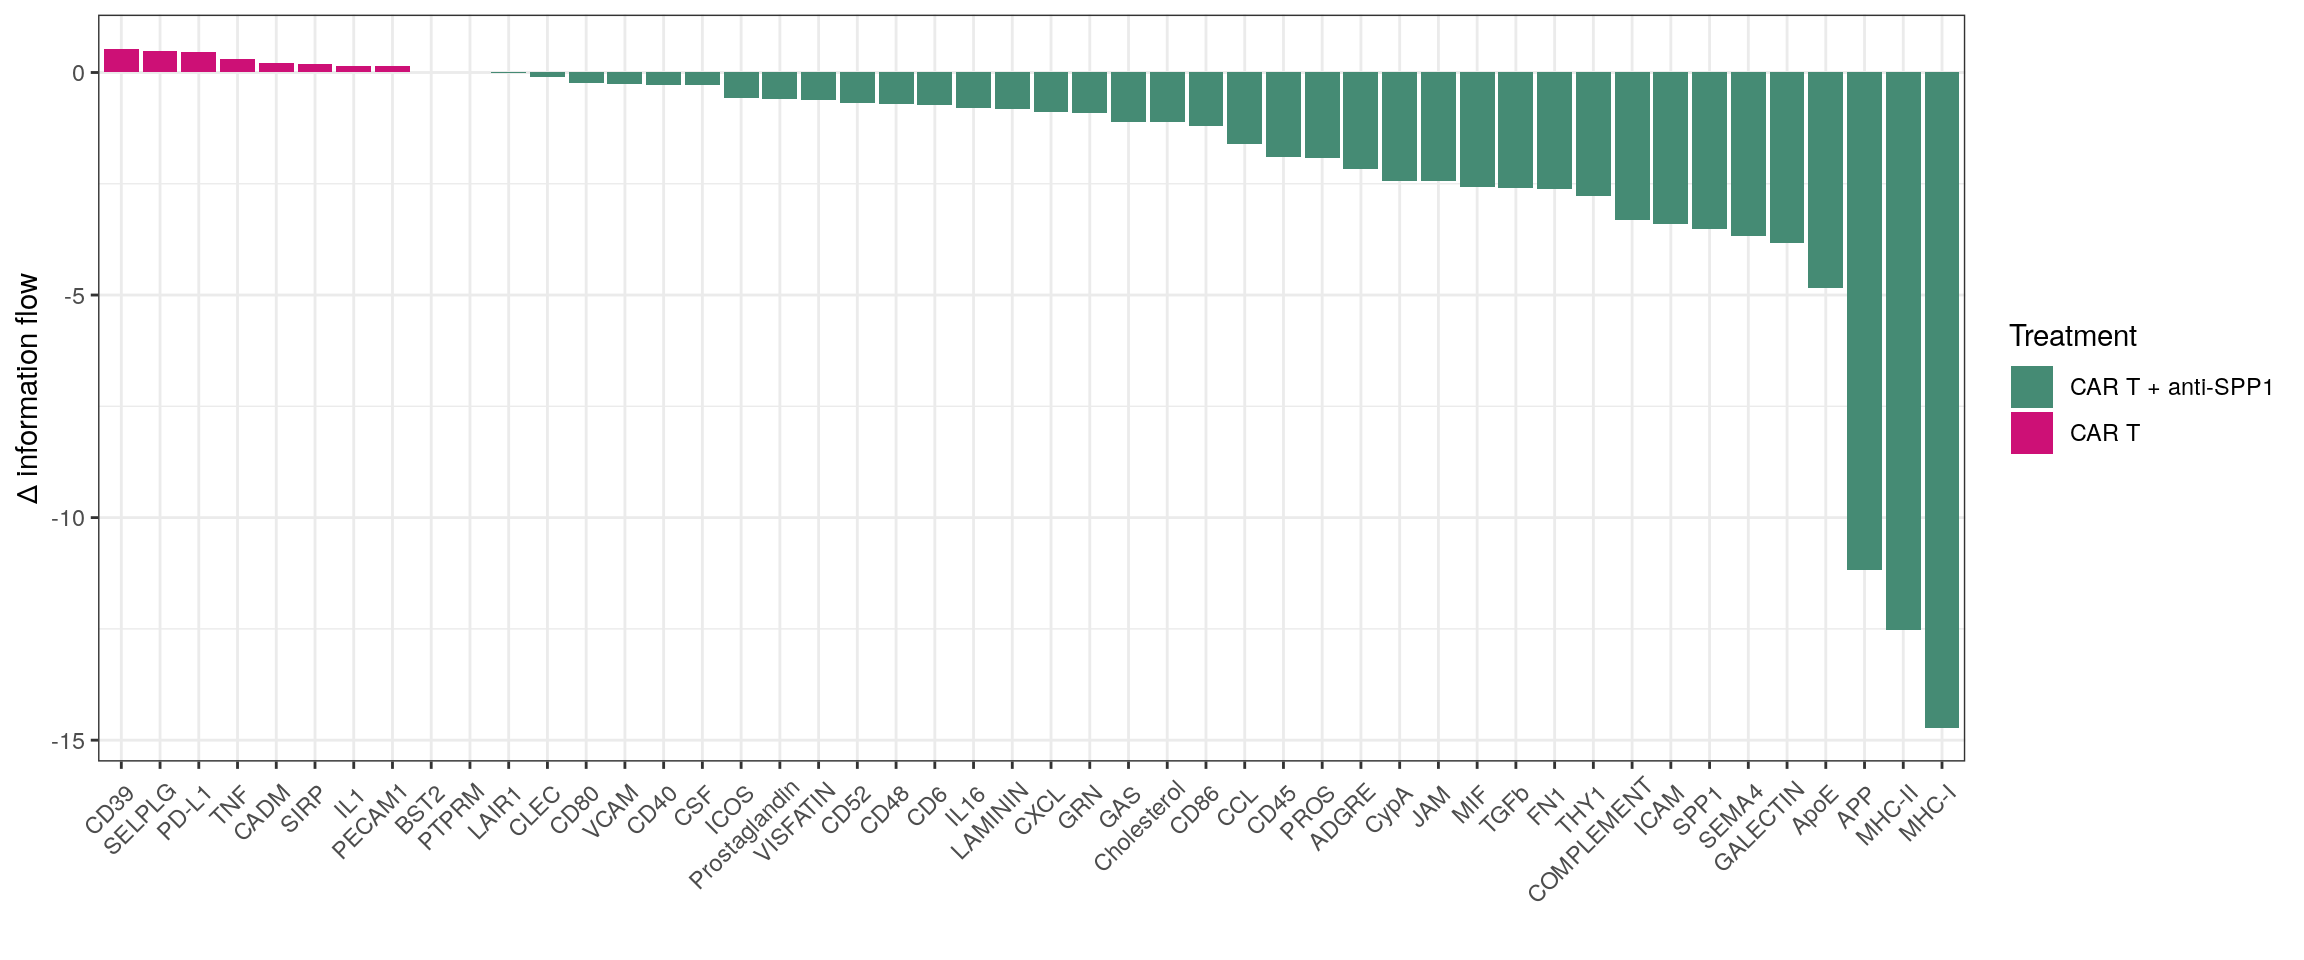 Δ information flow
0
-5
-10
-15
CD39
SELPLG
PD-L1
TNF
CADM
SIRP
IL1
PECAM1
BST2
PTPRM
LAIR1
CLEC
CD80
VCAM
CD40
CSF
ICOS
Prostaglandin
VISFATIN
CD52
CD48
CD6
IL16
LAMININ
CXCL
GRN
GAS
Cholesterol
CD86
CCL
CD45
PROS
ADGRE
CypA
JAM
MIF
TGFb
FN1
THY1
COMPLEMENT
ICAM
SPP1
SEMA4
GALECTIN
ApoE
APP
MHC-II
MHC-I
Treatment
CAR T + anti-SPP1
CAR T